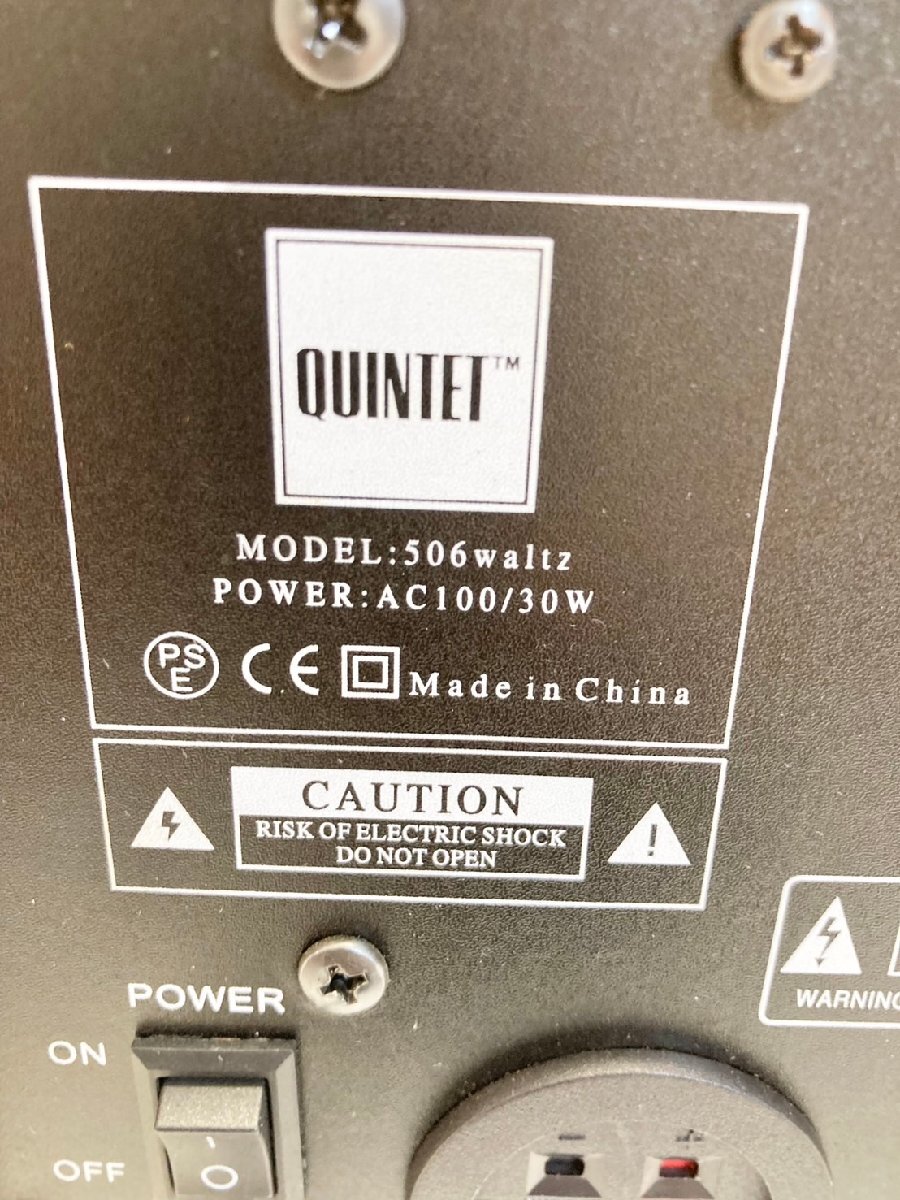 QUINTET™
MODEL:506waltz
POWER:AC100/30W
PS
E
CE Made in China
CAUTION
RISK OF ELECTRIC SHOCK
DO NOT OPEN
WARNING
POWER
ON
OFF